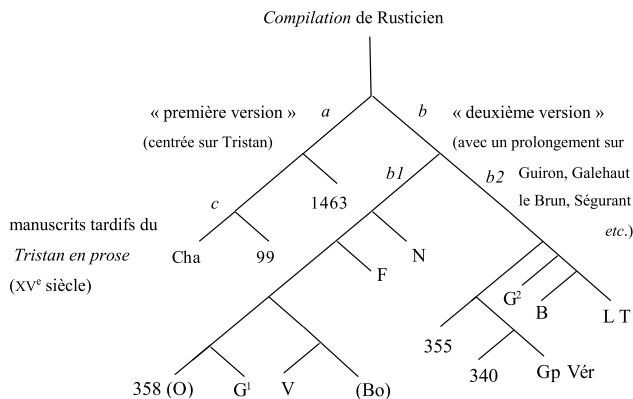 Compilation de Rusticien
« première version » a b « deuxième version »
(centrée sur Tristan) (avec un prolongement sur
b1 b2 Guiron, Galehaut
le Brun, Ségurant
etc.)
c 1463
manuscrits tardifs du
Tristan en prose
(XVe siècle)
Cha 99 N
F
G² B L T
355
340 Gp Vér
358 (O) G¹ V (Bo)